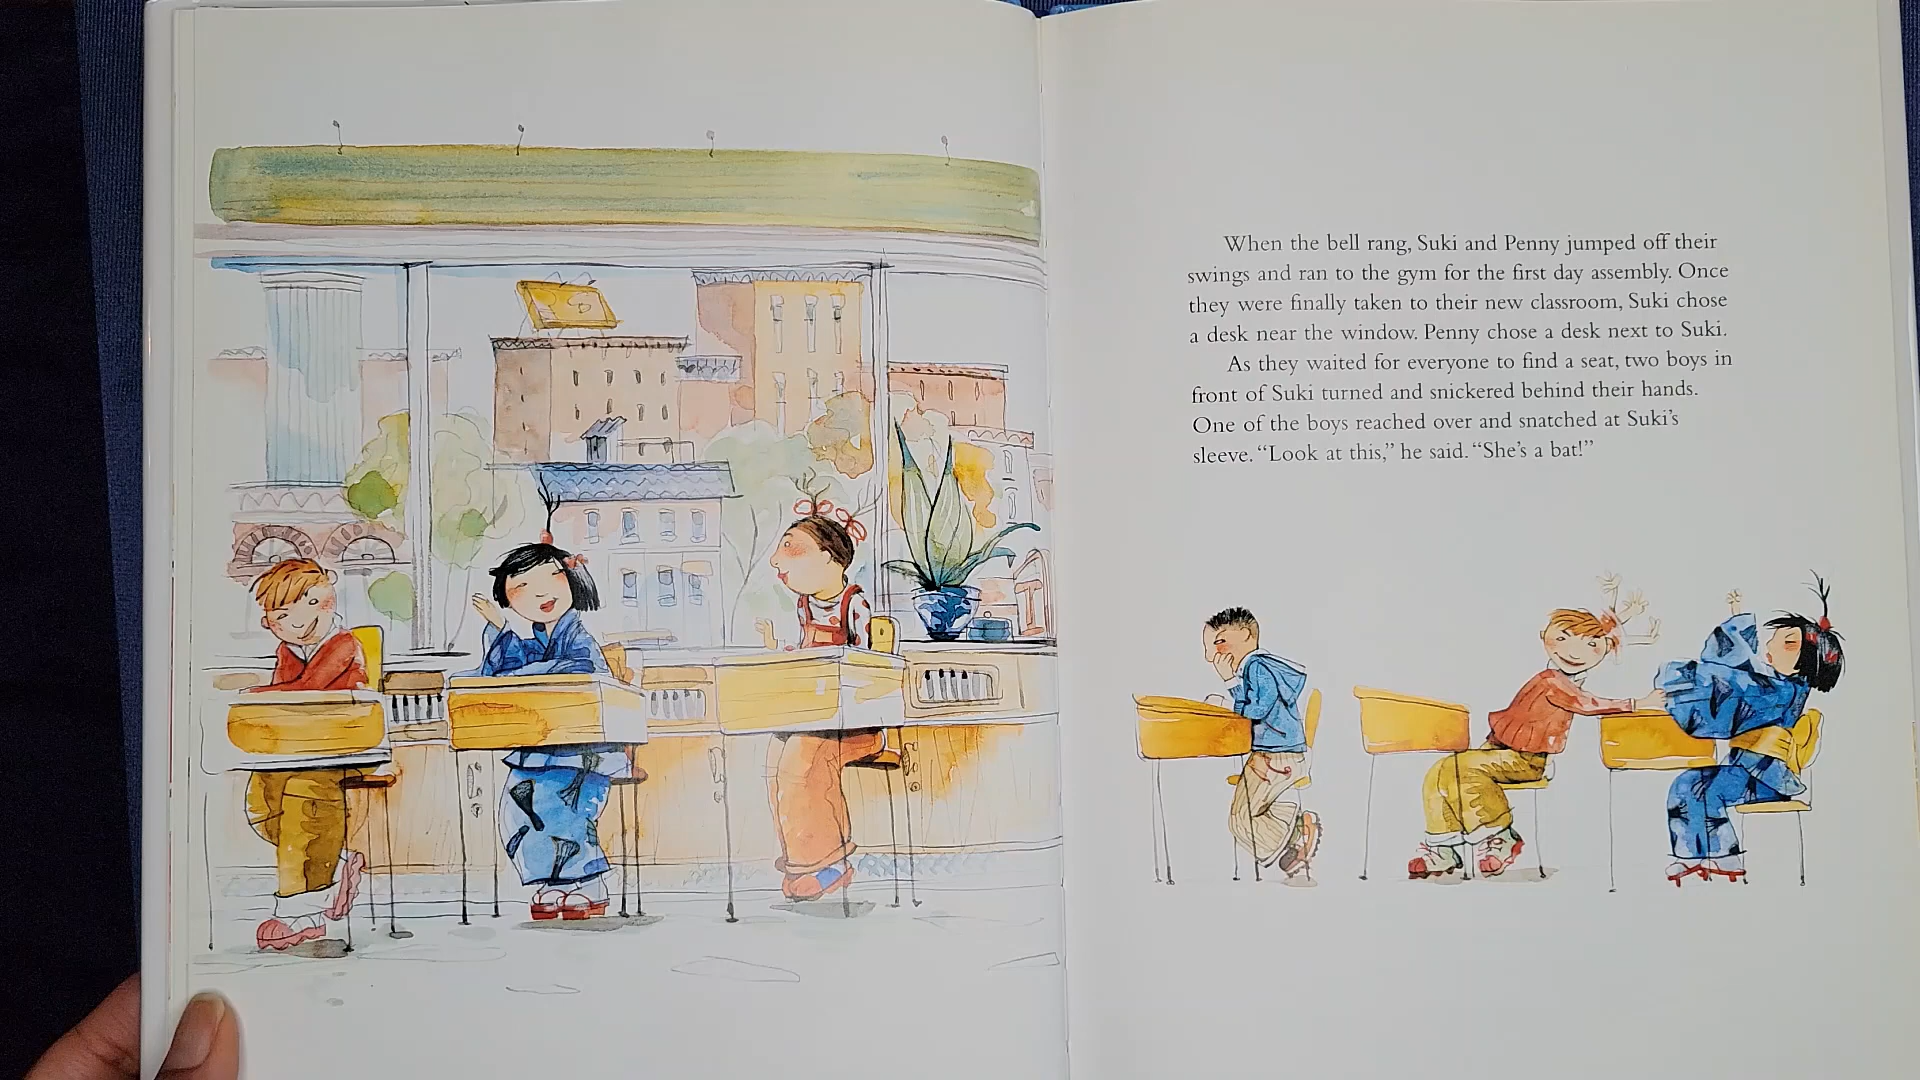 When the bell rang, Suki and Penny jumped off their
swings and ran to the gym for the first day assembly. Once
they were finally taken to their new classroom, Suki chose
a desk near the window. Penny chose a desk next to Suki.
As they waited for everyone to find a seat, two boys in
front of Suki turned and snickered behind their hands.
One of the boys reached over and snatched at Suki's
sleeve. “Look at this,” he said. “She's a bat!”